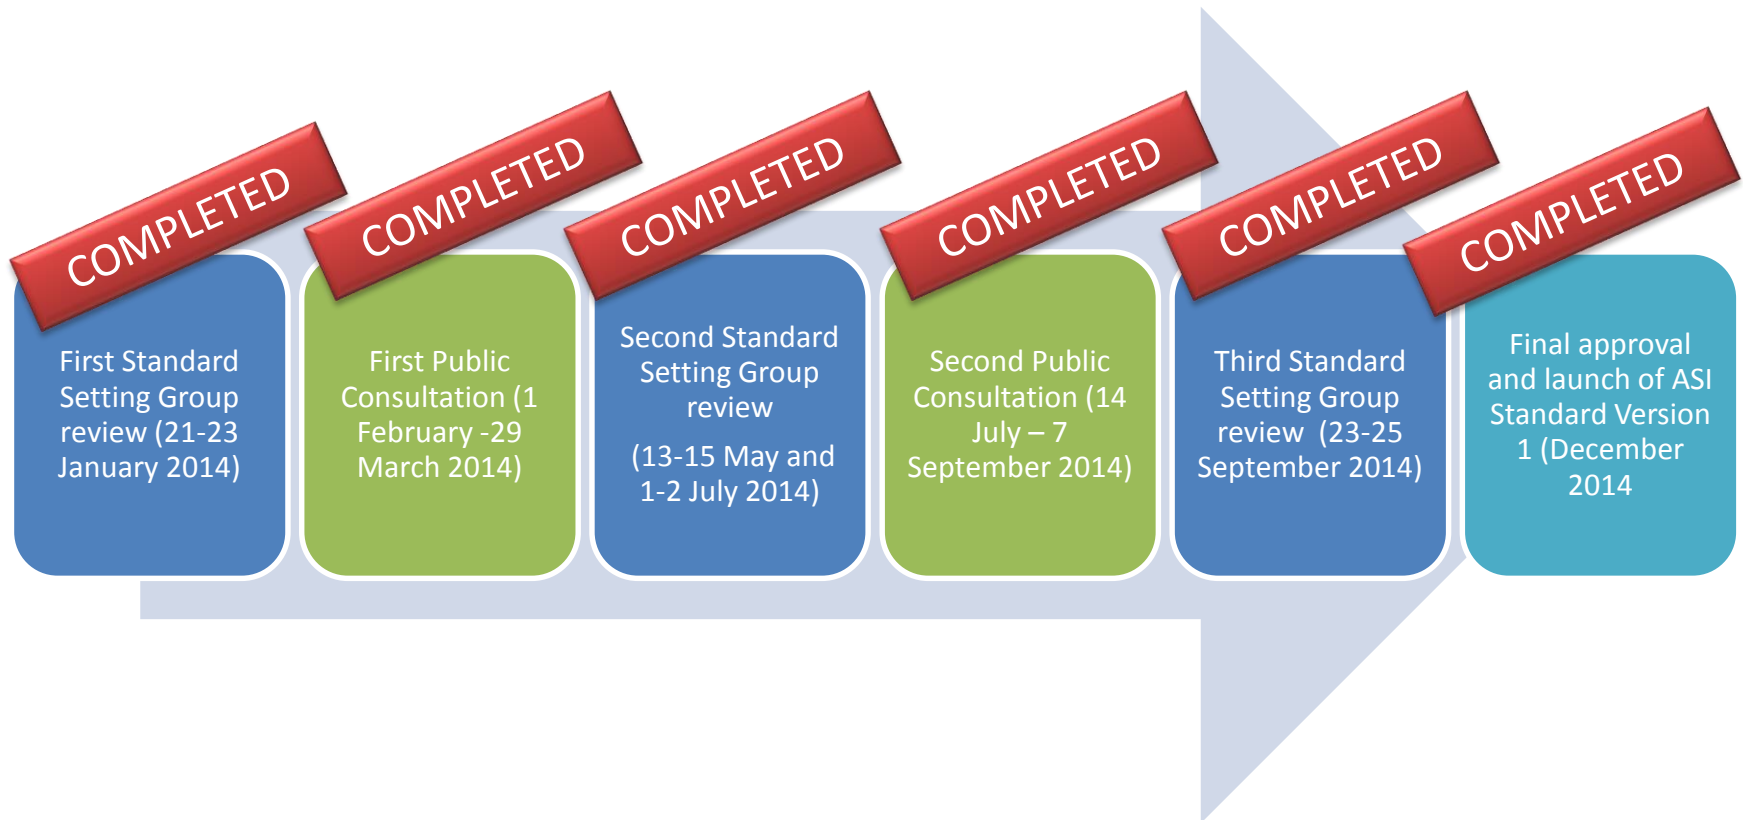 COMPLETED
First Standard
Setting Group
review (21-23
January 2014)
COMPLETED
First Public
Consultation (1
February -29
March 2014)
COMPLETED
Second Standard
Setting Group
review
(13-15 May and
1-2 July 2014)
COMPLETED
Second Public
Consultation (14
July – 7
September 2014)
COMPLETED
Third Standard
Setting Group
review (23-25
September 2014)
COMPLETED
Final approval
and launch of ASI
Standard Version
1 (December
2014